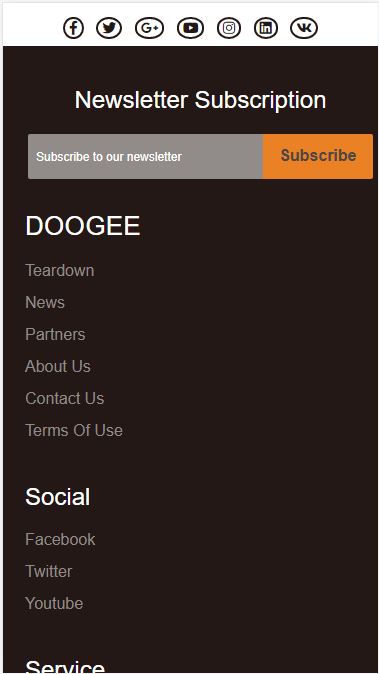 Newsletter Subscription
Subscribe to our newsletter Subscribe
DOOGEE
Teardown
News
Partners
About Us
Contact Us
Terms Of Use
Social
Facebook
Twitter
Youtube
Service